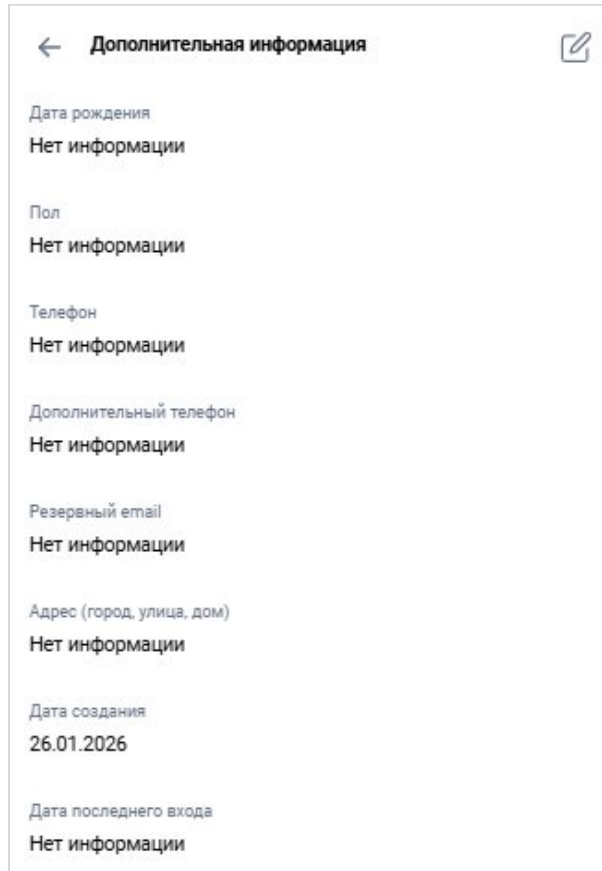 Дополнительная информация
Дата рождения
Нет информации
Пол
Нет информации
Телефон
Нет информации
Дополнительный телефон
Нет информации
Резервный email
Нет информации
Адрес (город, улица, дом)
Нет информации
Дата создания
26.01.2026
Дата последнего входа
Нет информации